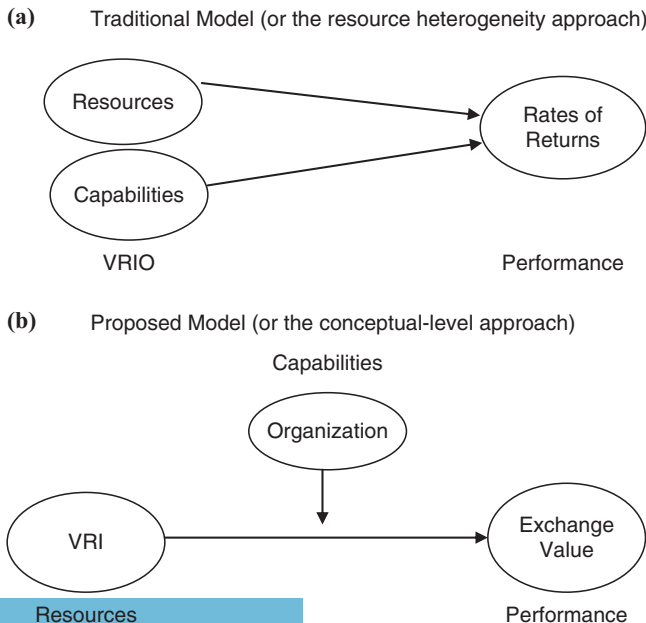 (a) Traditional Model (or the resource heterogeneity approach)
Resources
Rates of
Returns
Capabilities
VRIO
Performance
(b) Proposed Model (or the conceptual-level approach)
Capabilities
Organization
VRI
Exchange
Value
Resources
Performance